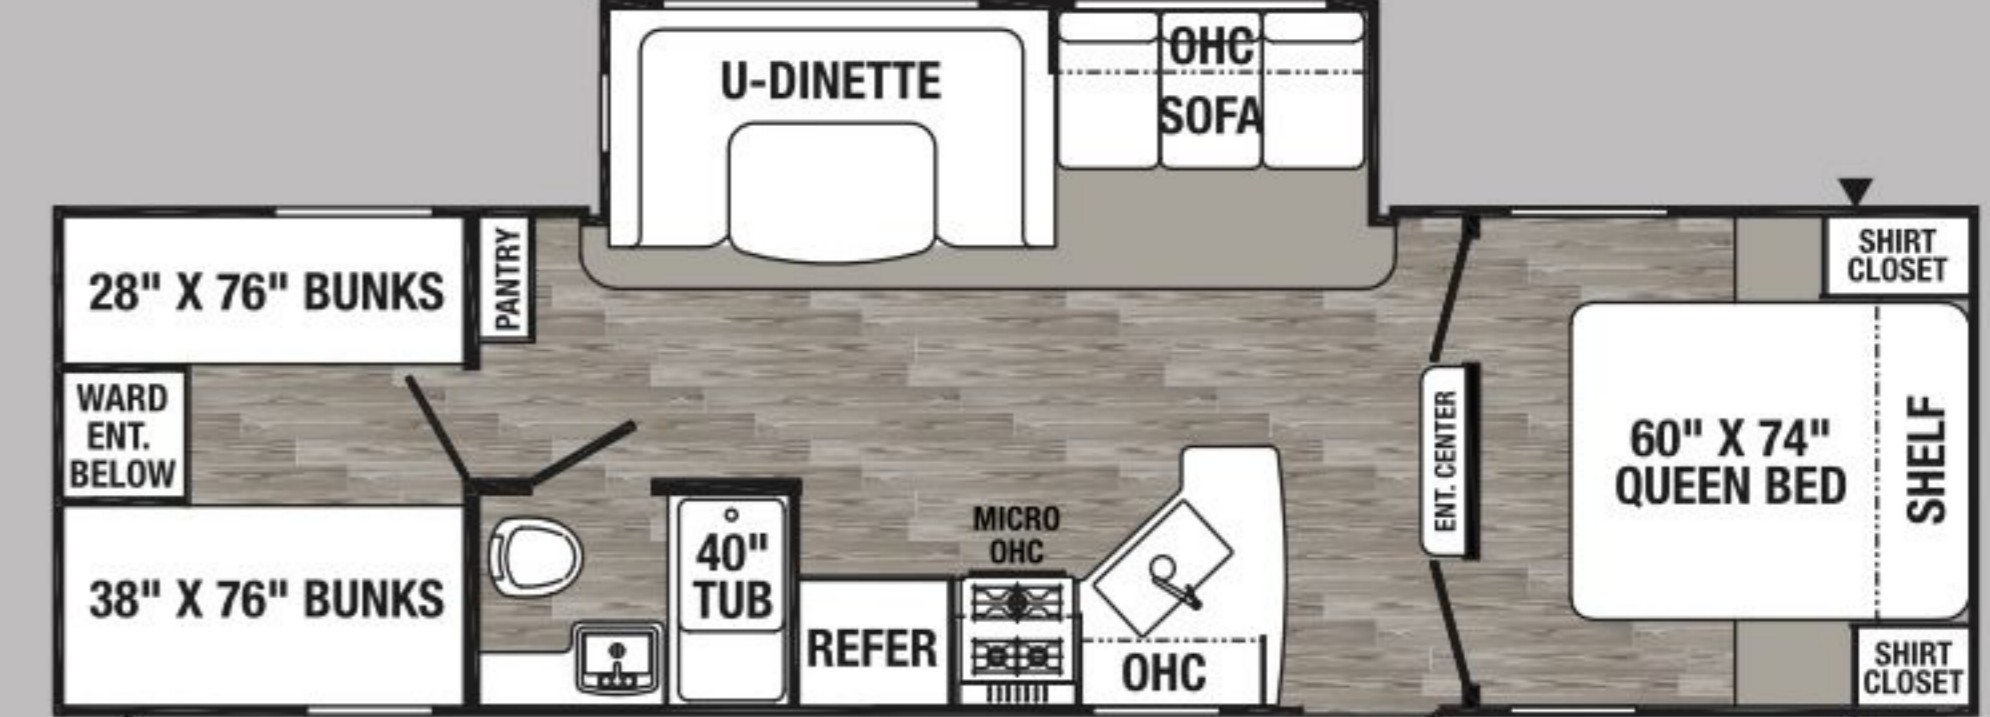 U-DINETTE
OHC
SOFA
28" X 76" BUNKS
PANTRY
WARD
ENT.
BELOW
38" X 76" BUNKS
40"
TUB
REFER
MICRO
OHC
OHC
ENT. CENTER
SHIRT
CLOSET
60" X 74"
QUEEN BED
SHELF
SHIRT
CLOSET